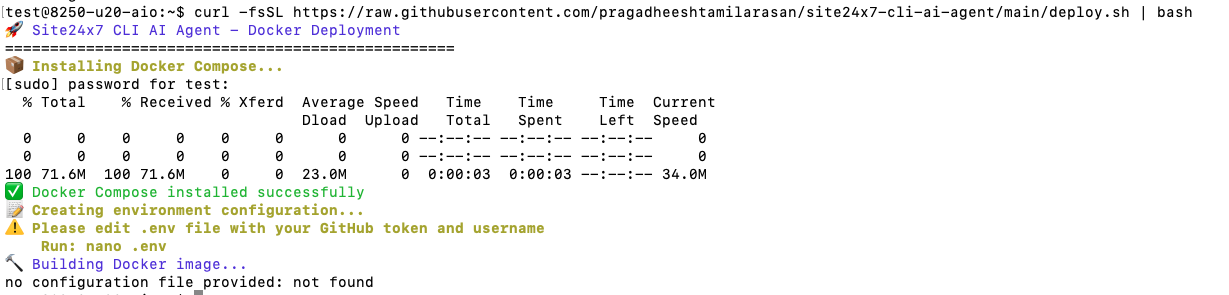 [test@8250-u20-aio:~$ curl -fsSL https://raw.githubusercontent.com/pragadheeshtamilarasan/site24x7-cli-ai-agent/main/deploy.sh | bash
🚀 Site24x7 CLI AI Agent - Docker Deployment
==================================================
📦 Installing Docker Compose...
[[sudo] password for test:
  % Total    % Received % Xferd  Average Speed   Time    Time     Time  Current
                                 Dload  Upload   Total   Spent    Left  Speed
  0     0    0     0    0     0      0      0 --:--:-- --:--:-- --:--:--     0
  0     0    0     0    0     0      0      0 --:--:-- --:--:-- --:--:--     0
100 71.6M  100 71.6M    0     0  23.0M      0  0:00:03  0:00:03 --:--:-- 34.0M
✅ Docker Compose installed successfully
📝 Creating environment configuration...
⚠️ Please edit .env file with your GitHub token and username
    Run: nano .env
🔨 Building Docker image...
no configuration file provided: not found